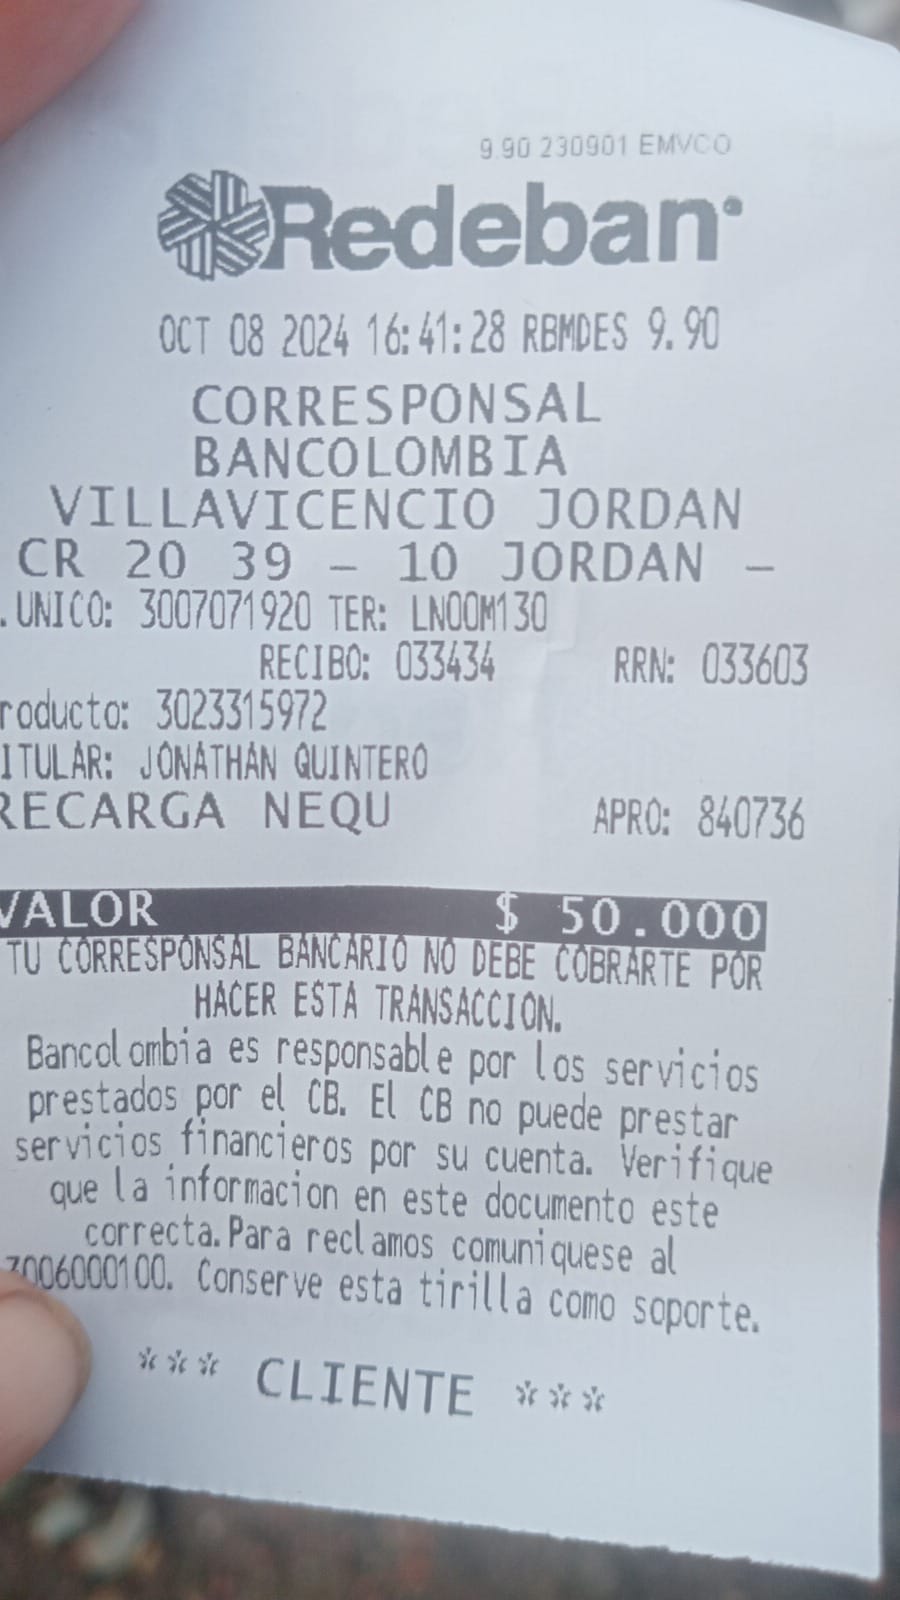 9.90 230901 EMVCO
Redeban
OCT 08 2024 16:41:28 RBMDES 9.90
CORRESPONSAL
BANCOLOMBIA
VILLAVICENCIO JORDAN
CR 20 39 - 10 JORDAN -
.UNICO: 3007071920 TER: LN00M130
RECIBO: 033434 RRN: 033603
roducto: 3023315972
ITULAR: JONATHAN QUINTERO
RECARGA NEQU APRO: 840736
VALOR $ 50.000
TU CORRESPONSAL BANCARIO NO DEBE COBRARTE POR
HACER ESTA TRANSACCION.
Bancolombia es responsable por los servicios
prestados por el CB. El CB no puede prestar
servicios financieros por su cuenta. Verifique
que la informacion en este documento este
correcta.Para reclamos comuniquese al
3006000100. Conserve esta tirilla como soporte.
*** CLIENTE ***